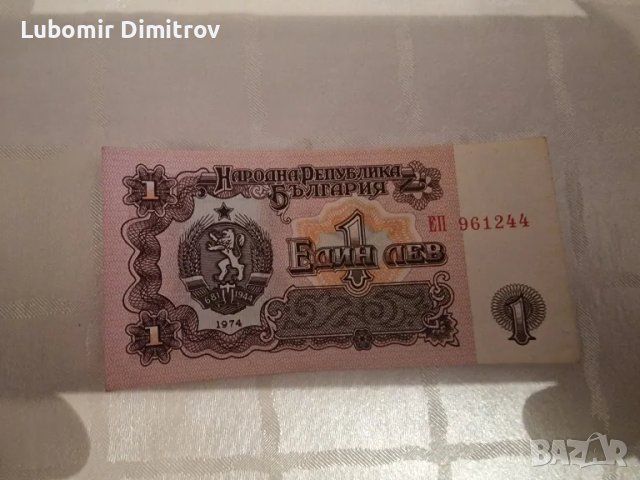 Lubomir Dimitrov
1
НАРОДНА РЕПУБЛИКА
БЪЛГАРИЯ
ЕП 961244
1
ЕДИН ЛЕВ
681 1944
1974
1
1
BAZAR